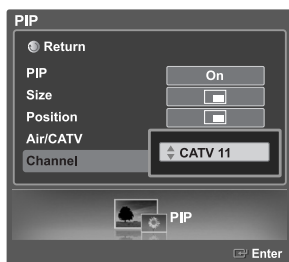 PIP
Return
PIP On
Size
Position
Air/CATV
Channel CATV 11
PIP
Enter